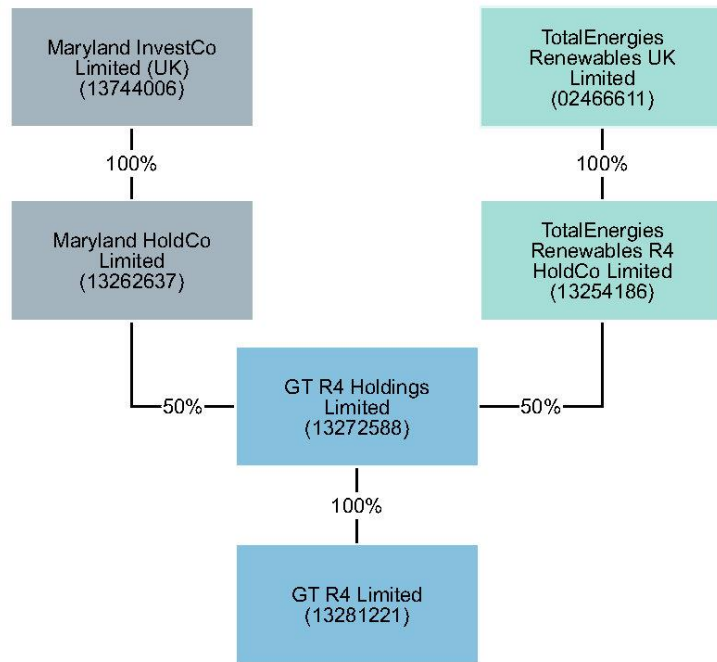 Maryland InvestCo
Limited (UK)
(13744006)
TotalEnergies
Renewables UK
Limited
(02466611)
100%
100%
Maryland HoldCo
Limited
(13262637)
TotalEnergies
Renewables R4
HoldCo Limited
(13254186)
50%
GT R4 Holdings
Limited
(13272588)
50%
100%
GT R4 Limited
(13281221)